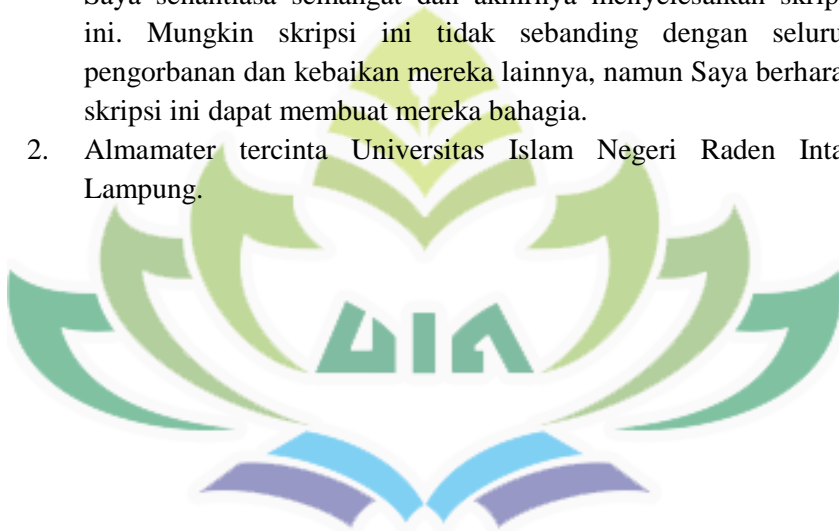 ini. Mungkin skripsi ini tidak sebanding dengan selur
pengorbanan dan kebaikan mereka lainnya, namun Saya berhara
skripsi ini dapat membuat mereka bahagia.
2. Almamater tercinta Universitas Islam Negeri Raden Inta
Lampung.